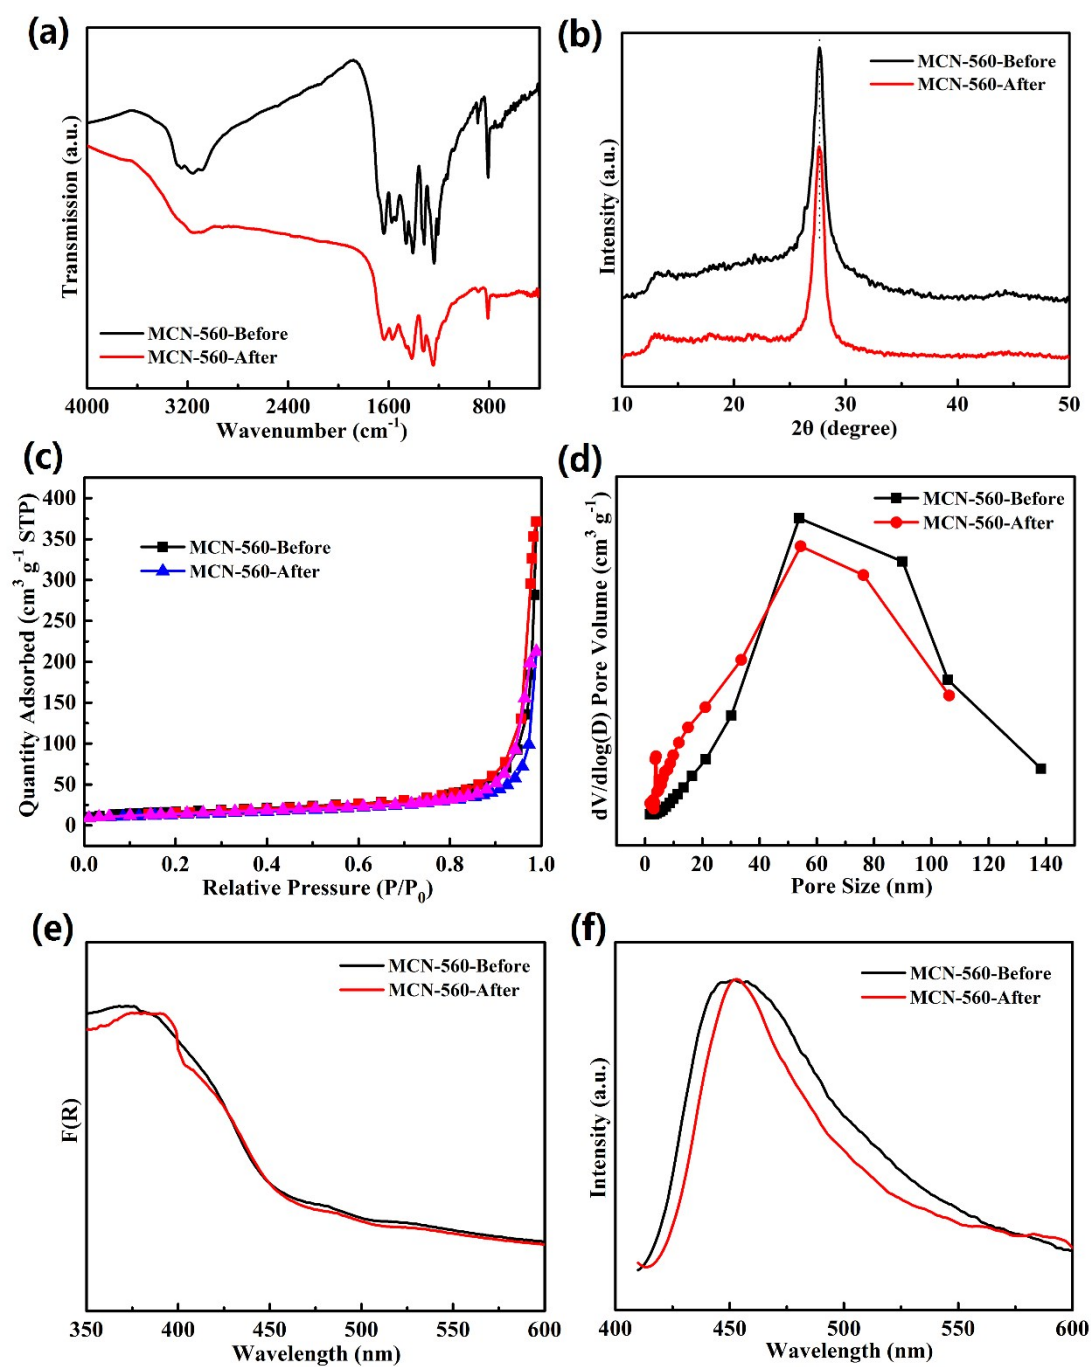 (a)
MCN-560-Before
MCN-560-After
Transmission (a.u.)
4000 3200 2400 1600 800
Wavenumber (cm-1)
(b)
MCN-560-Before
MCN-560-After
Intensity (a.u.)
10 20 30 40 50
2θ (degree)
(c)
MCN-560-Before
MCN-560-After
Quantity Adsorbed (cm3 g-1 STP)
400
350
300
250
200
150
100
50
0
0.0 0.2 0.4 0.6 0.8 1.0
Relative Pressure (P/P0)
(d)
MCN-560-Before
MCN-560-After
dV/dlog(D) Pore Volume (cm3 g-1)
0 20 40 60 80 100 120 140
Pore Size (nm)
(e)
MCN-560-Before
MCN-560-After
F(R)
350 400 450 500 550 600
Wavelength (nm)
(f)
MCN-560-Before
MCN-560-After
Intensity (a.u.)
400 450 500 550 600
Wavelength (nm)